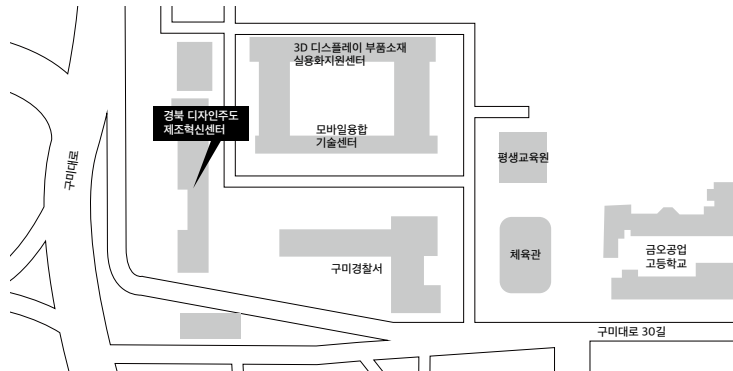 3D 디스플레이 부품소재
실용화지원센터
경북 디자인주도
제조혁신센터
모바일융합
기술센터
평생교육원
구미대로
체육관
금오공업
고등학교
구미경찰서
구미대로 30길